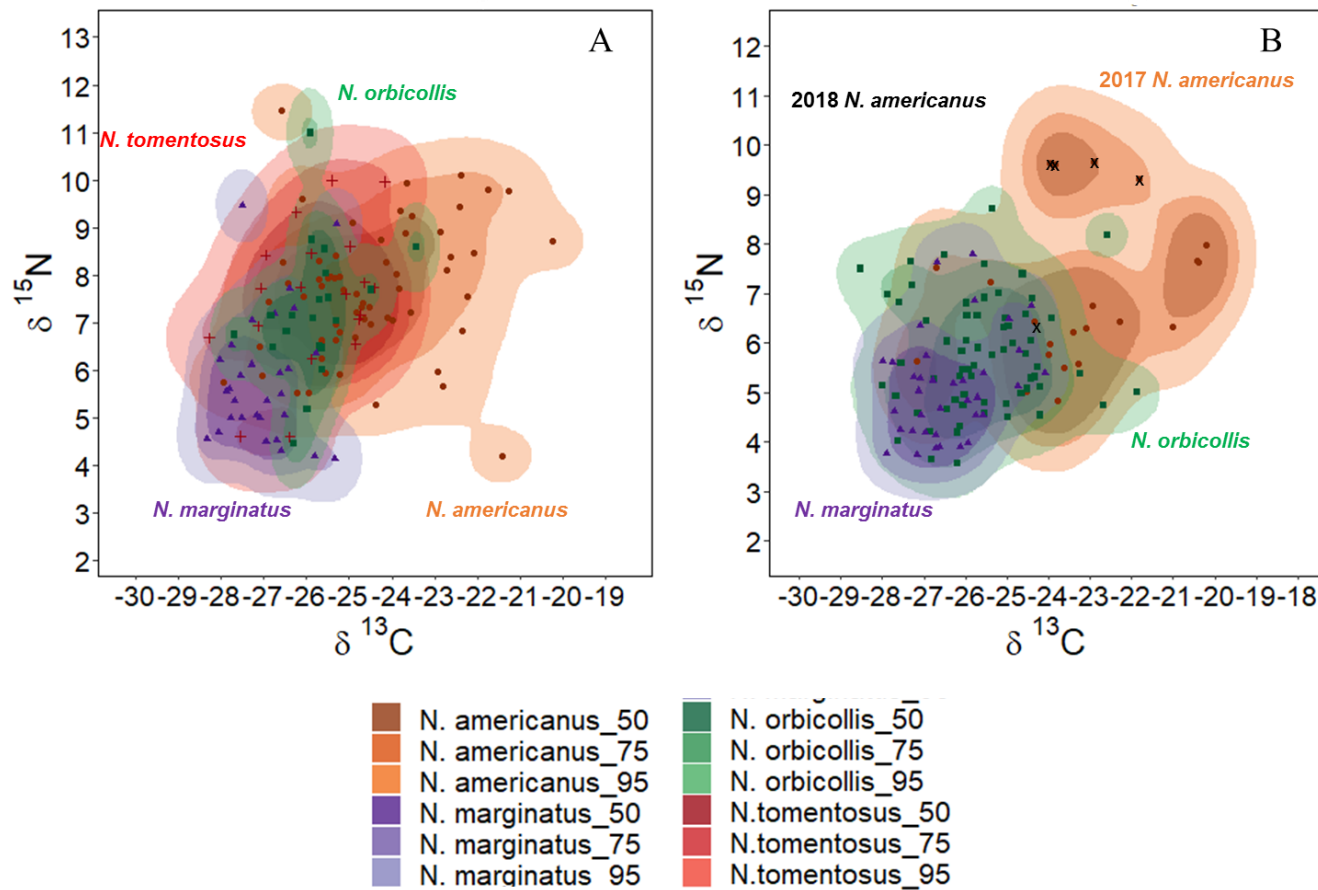 A
B
N. orbicollis
N. tomentosus
N. marginatus
N. americanus
2018 N. americanus
2017 N. americanus
N. orbicollis
N. marginatus
13
12
11
10
9
8
7
6
5
4
3
2
δ 15N
-30 -29 -28 -27 -26 -25 -24 -23 -22 -21 -20 -19
δ 13C
12
11
10
9
8
7
6
5
4
3
2
δ 15N
X X X X
X
-30 -29 -28 -27 -26 -25 -24 -23 -22 -21 -20 -19 -18
δ 13C
N. americanus_50
N. americanus_75
N. americanus_95
N. marginatus_50
N. marginatus_75
N. marginatus_95
N. orbicollis_50
N. orbicollis_75
N. orbicollis_95
N.tomentosus_50
N.tomentosus_75
N.tomentosus_95